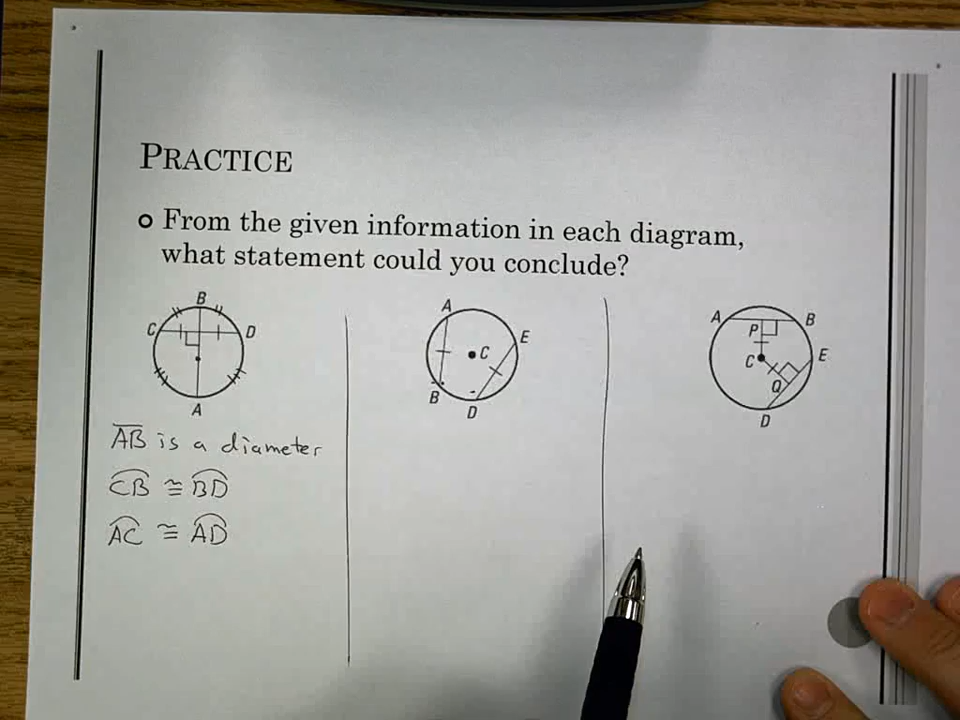 PRACTICE
From the given information in each diagram,
what statement could you conclude?
B
C
D
A
A
E
C
B
D
A
B
P
C
E
Q
D
AB is a diameter
CB ≅ BD
AC ≅ AD